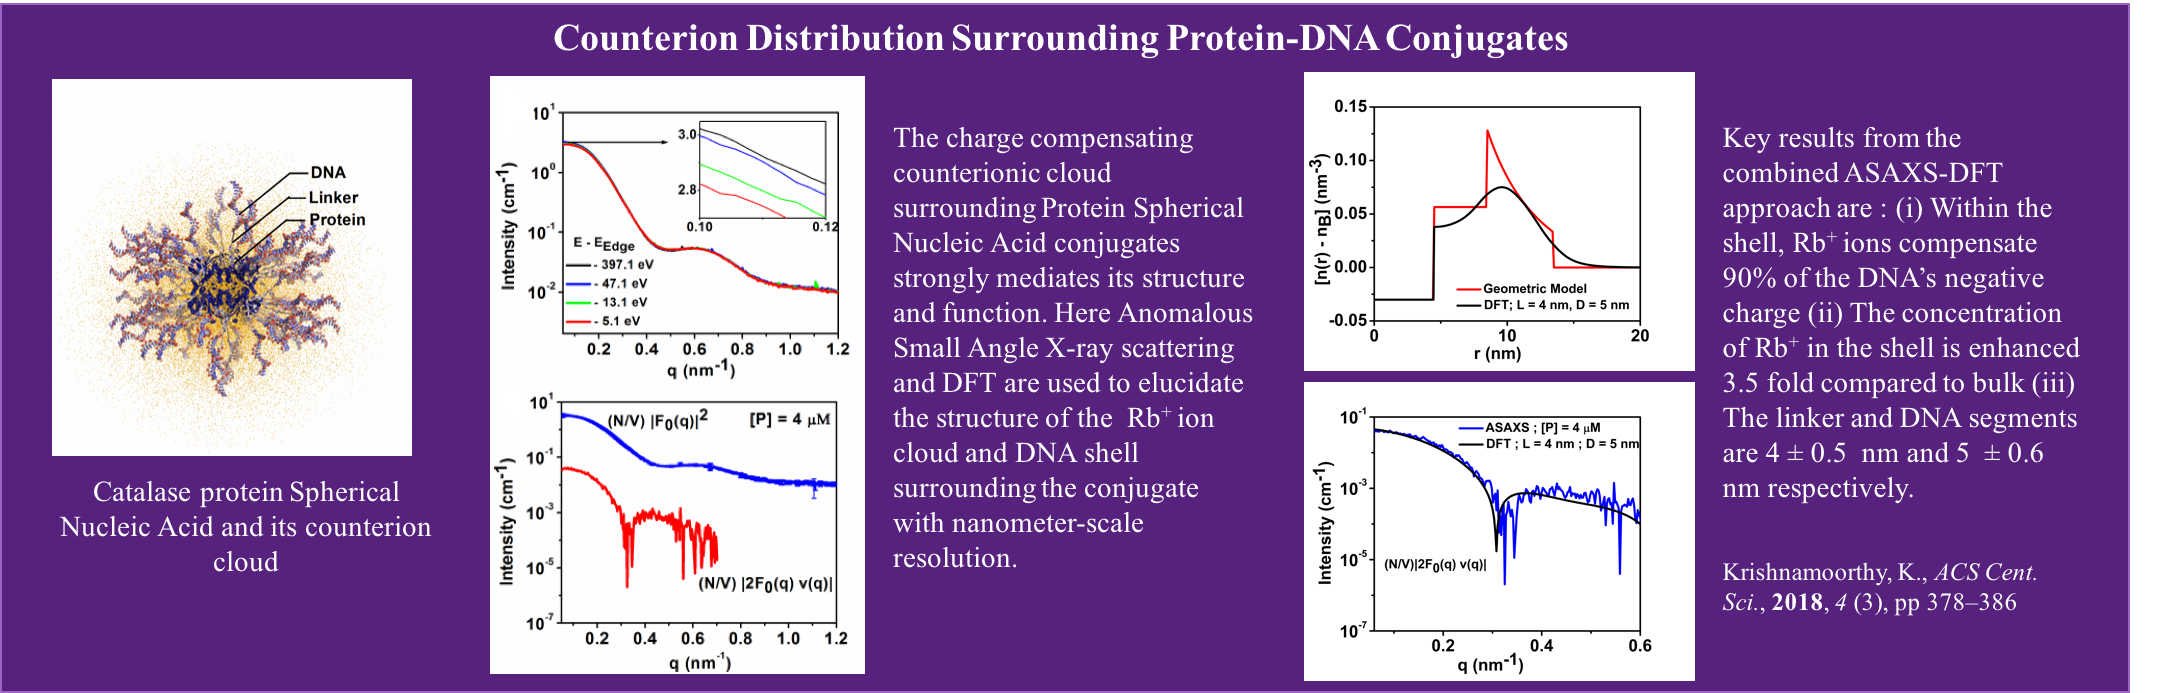 Counterion Distribution Surrounding Protein-DNA Conjugates
DNA
Linker
Protein
Catalase protein Spherical
Nucleic Acid and its counterion
cloud
10¹
10⁰
10⁻¹
10⁻²
Intensity (cm⁻¹)
3.0
2.8
0.10
0.12
E - E_Edge
- 397.1 eV
- 47.1 eV
- 13.1 eV
- 5.1 eV
0.2 0.4 0.6 0.8 1.0 1.2
q (nm⁻¹)
10¹
10⁻¹
10⁻³
10⁻⁵
10⁻⁷
Intensity (cm⁻¹)
(N/V) |F₀(q)|²
[P] = 4 μM
(N/V) |2F₀(q) v(q)|
0.2 0.4 0.6 0.8 1.0 1.2
q (nm⁻¹)
The charge compensating
counterionic cloud
surrounding Protein Spherical
Nucleic Acid conjugates
strongly mediates its structure
and function. Here Anomalous
Small Angle X-ray scattering
and DFT are used to elucidate
the structure of the Rb⁺ ion
cloud and DNA shell
surrounding the conjugate
with nanometer-scale
resolution.
0.15
0.10
0.05
0.00
-0.05
[n(r) - n_B] (nm⁻³)
Geometric Model
DFT; L = 4 nm, D = 5 nm
0 10 20
r (nm)
10⁻¹
10⁻³
10⁻⁵
10⁻⁷
Intensity (cm⁻¹)
ASAXS ; [P] = 4 μM
DFT ; L = 4 nm ; D = 5 nm
(N/V)|2F₀(q) v(q)|
0.2 0.4 0.6
q (nm⁻¹)
Key results from the
combined ASAXS-DFT
approach are : (i) Within the
shell, Rb⁺ ions compensate
90% of the DNA’s negative
charge (ii) The concentration
of Rb⁺ in the shell is enhanced
3.5 fold compared to bulk (iii)
The linker and DNA segments
are 4 ± 0.5 nm and 5 ± 0.6
nm respectively.
Krishnamoorthy, K., ACS Cent.
Sci., 2018, 4 (3), pp 378–386